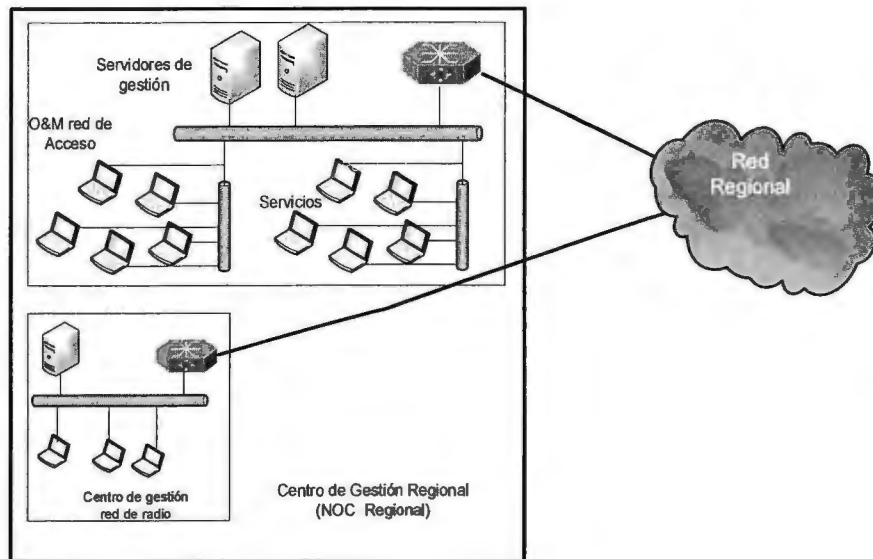 Servidores de
gestión
O&M red de
Acceso
Servicios
Red
Regional
Centro de gestión
red de radio
Centro de Gestión Regional
(NOC Regional)